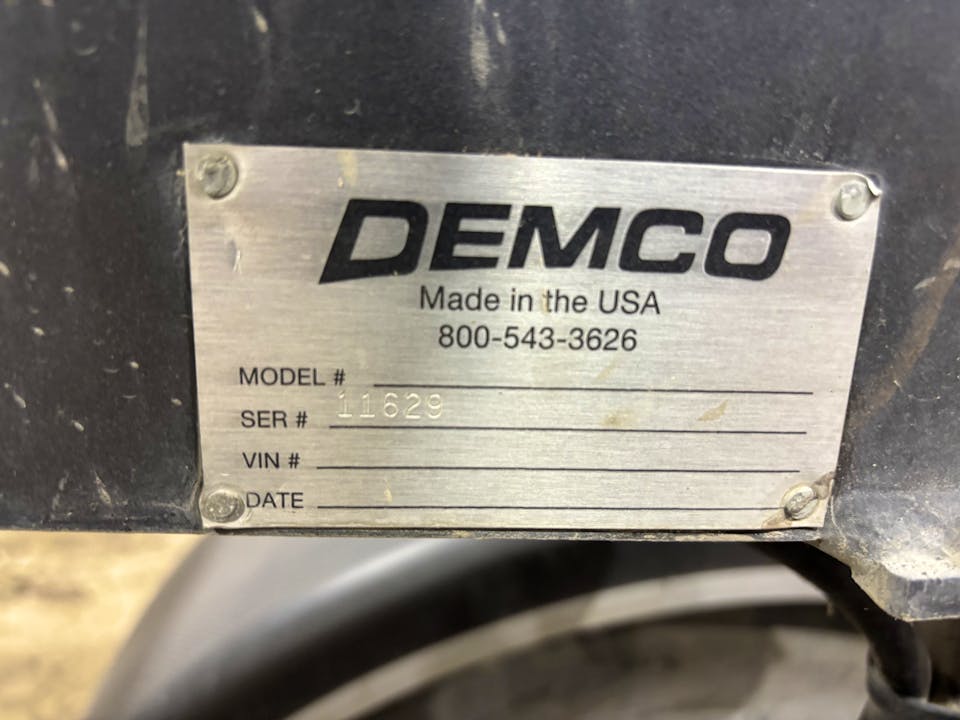 DEMCO
Made in the USA
800-543-3626
MODEL #
SER # 11629
VIN #
DATE